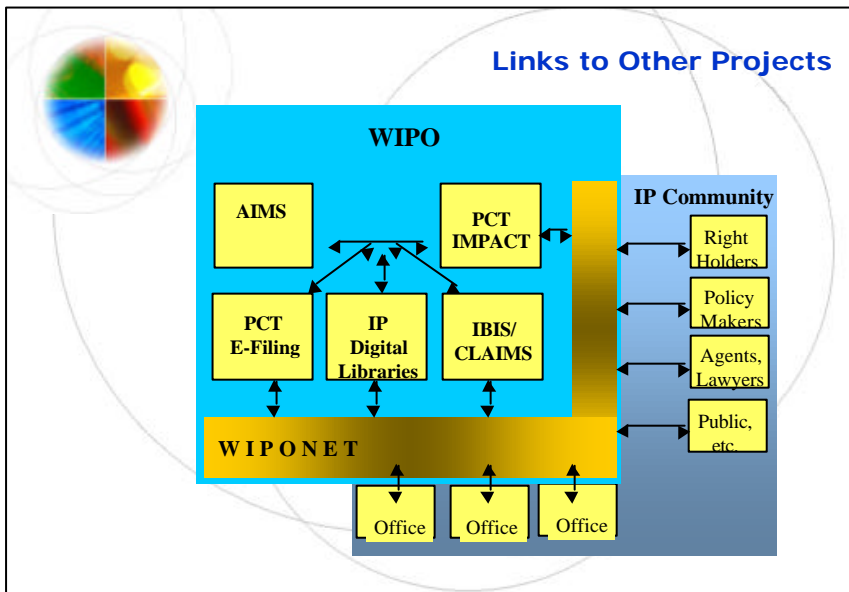 Links to Other Projects
WIPO
IP Community
AIMS
PCT
IMPACT
Right
Holders
Policy
Makers
PCT
E-Filing
IP
Digital
Libraries
IBIS/
CLAIMS
Agents,
Lawyers
Public,
etc.
WIPONET
Office
Office
Office